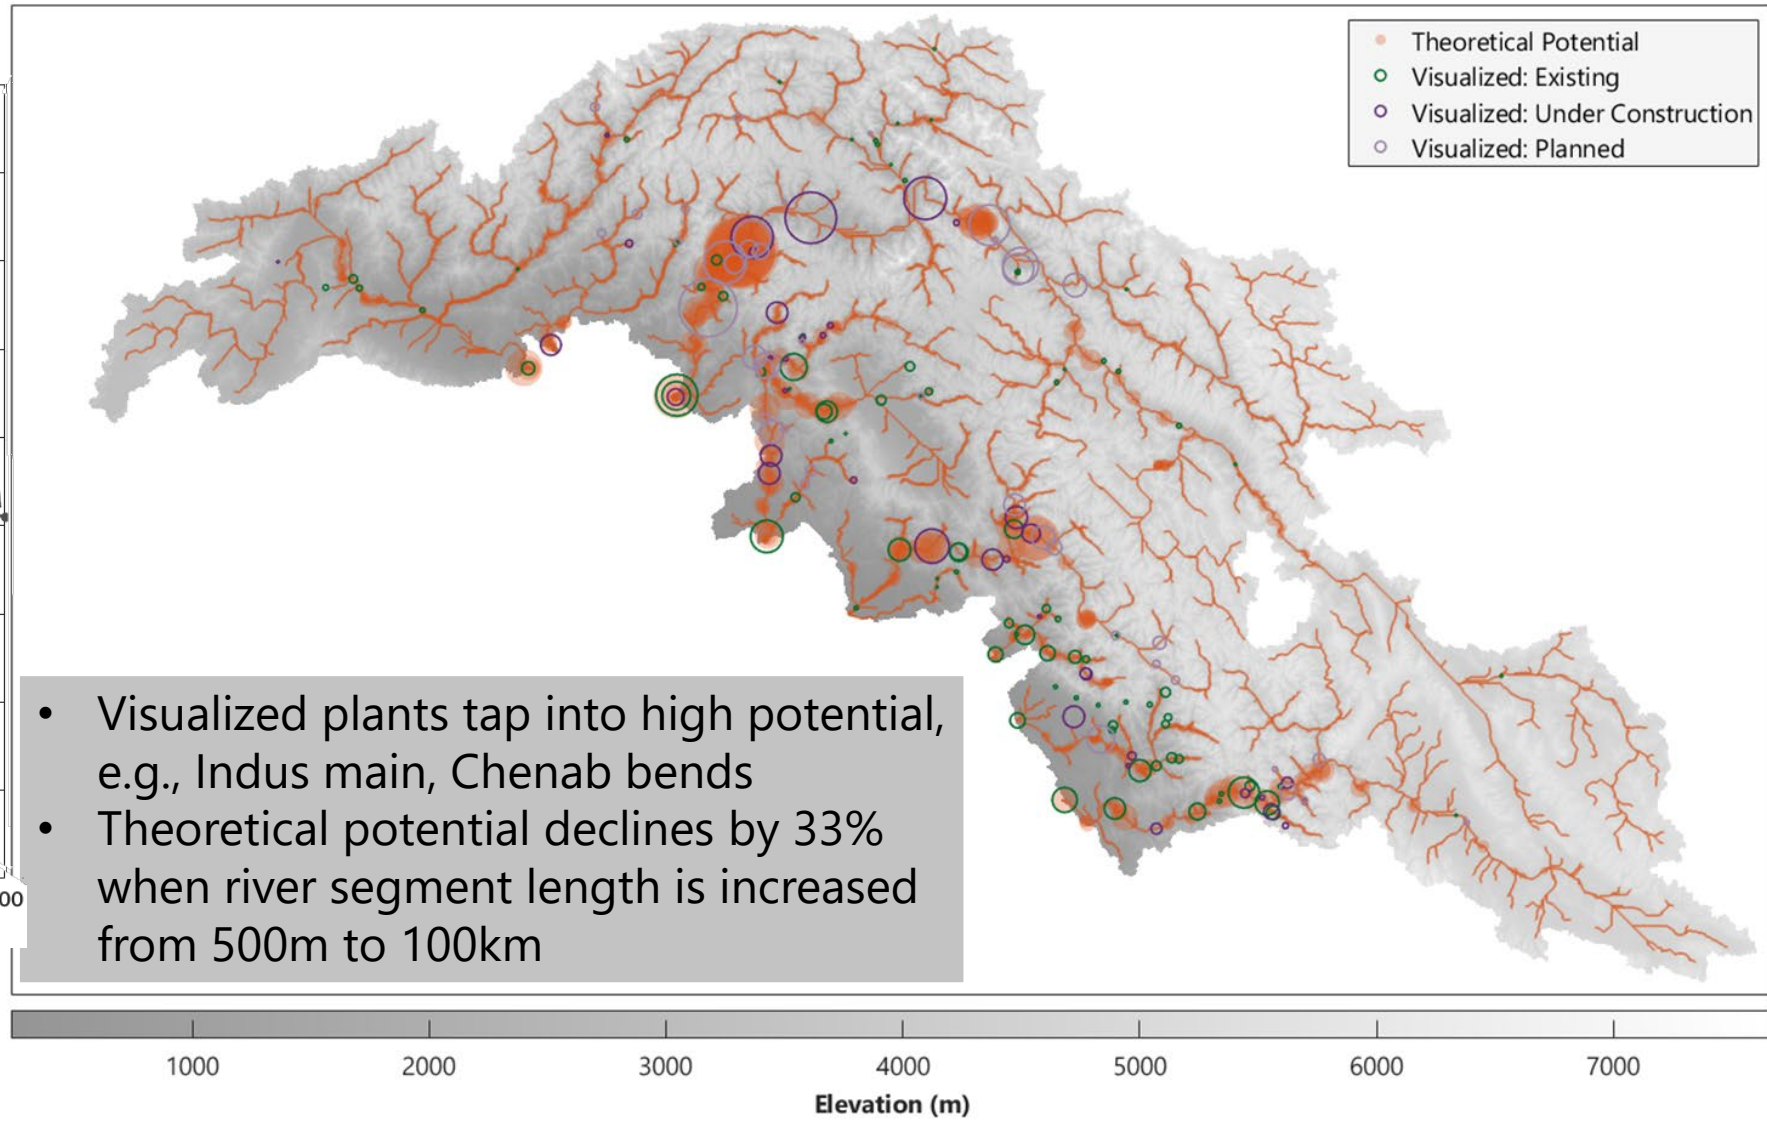 Theoretical Potential
Visualized: Existing
Visualized: Under Construction
Visualized: Planned
• Visualized plants tap into high potential,
e.g., Indus main, Chenab bends
• Theoretical potential declines by 33%
when river segment length is increased
from 500m to 100km
00
1000 2000 3000 4000 5000 6000 7000
Elevation (m)